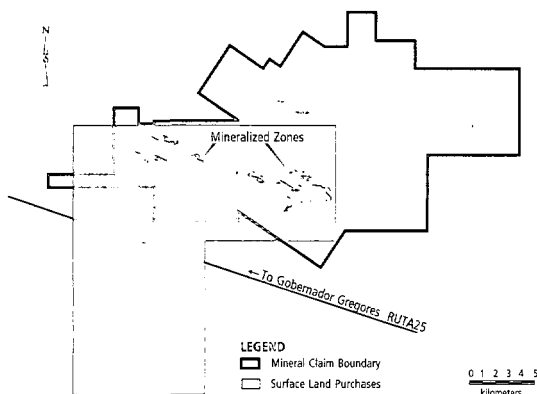 N
S
Mineralized Zones
←To Gobernador Gregores RUTA25
LEGEND
Mineral Claim Boundary
Surface Land Purchases
0 1 2 3 4 5
kilometers